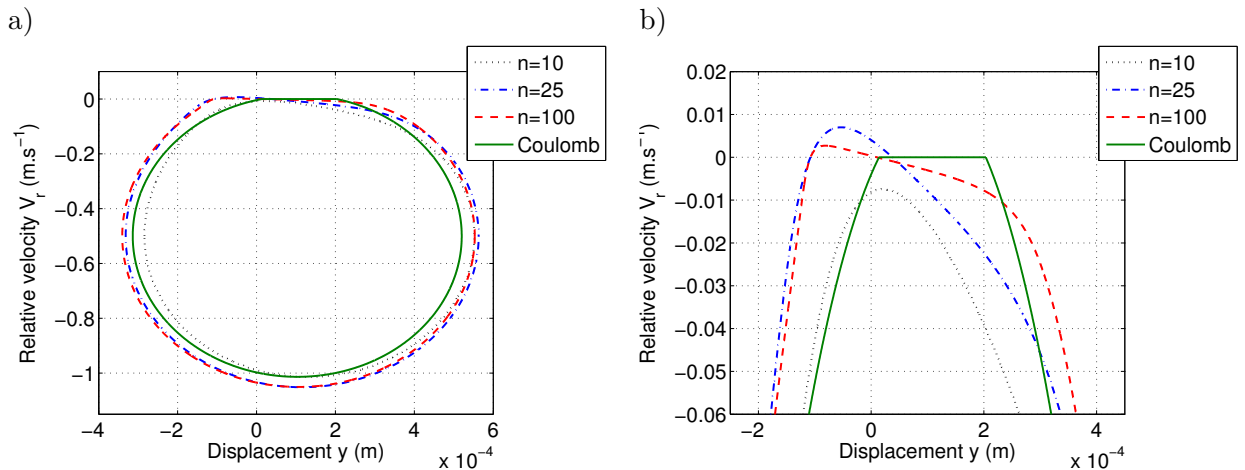 a)
n=10
n=25
n=100
Coulomb
0
−0.2
−0.4
−0.6
−0.8
−1
Relative velocity V_r (m.s⁻¹)
−4 −2 0 2 4 6
Displacement y (m)
x 10⁻⁴
b)
n=10
n=25
n=100
Coulomb
0.02
0.01
0
−0.01
−0.02
−0.03
−0.04
−0.05
−0.06
Relative velocity V_r (m.s⁻¹)
−2 0 2 4
Displacement y (m)
x 10⁻⁴